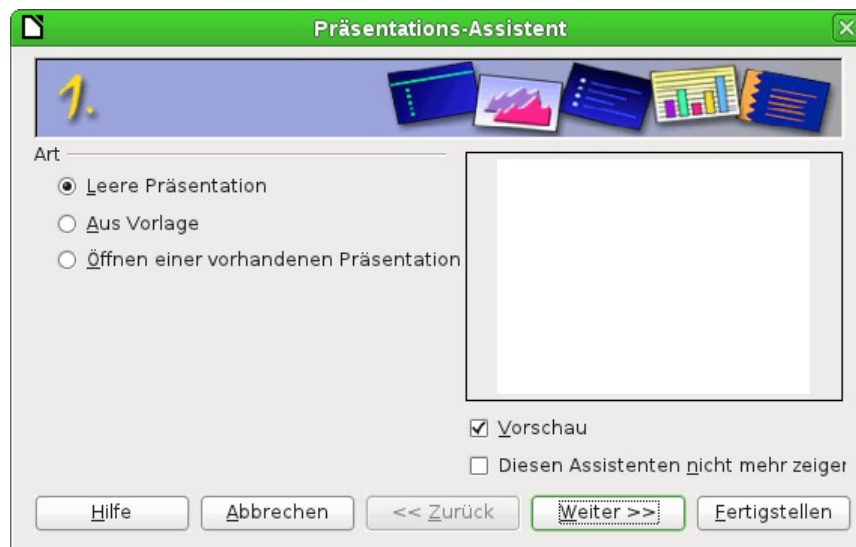 Präsentations-Assistent
1.
Art
Leere Präsentation
Aus Vorlage
Öffnen einer vorhandenen Präsentation
Vorschau
Diesen Assistenten nicht mehr zeiger
Hilfe
Abbrechen
<< Zurück
Weiter >>
Fertigstellen